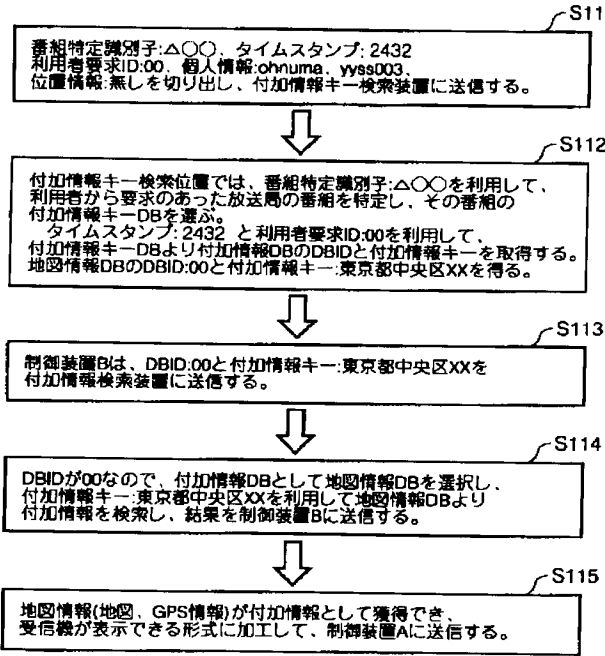 S11
番組特定識別子:△○○、タイムスタンプ: 2432
利用者要求ID:00、個人情報:ohnuma、yyss003、
位置情報:無しを切り出し、付加情報キー検索装置に送信する。
S112
付加情報キー検索位置では、番組特定識別子:△○○を利用して、
利用者から要求のあった放送局の番組を特定し、その番組の
付加情報キーDBを選ぶ。
タイムスタンプ: 2432 と利用者要求ID:00を利用して、
付加情報キーDBより付加情報DBのDBIDと付加情報キーを取得する。
地図情報DBのDBID:00と付加情報キー:東京都中央区XXを得る。
S113
制御装置Bは、DBID:00と付加情報キー:東京都中央区XXを
付加情報検索装置に送信する。
S114
DBIDが00なので、付加情報DBとして地図情報DBを選択し、
付加情報キー:東京都中央区XXを利用して地図情報DBより
付加情報を検索し、結果を制御装置Bに送信する。
S115
地図情報(地図、GPS情報)が付加情報として獲得でき、
受信機が表示できる形式に加工して、制御装置Aに送信する。